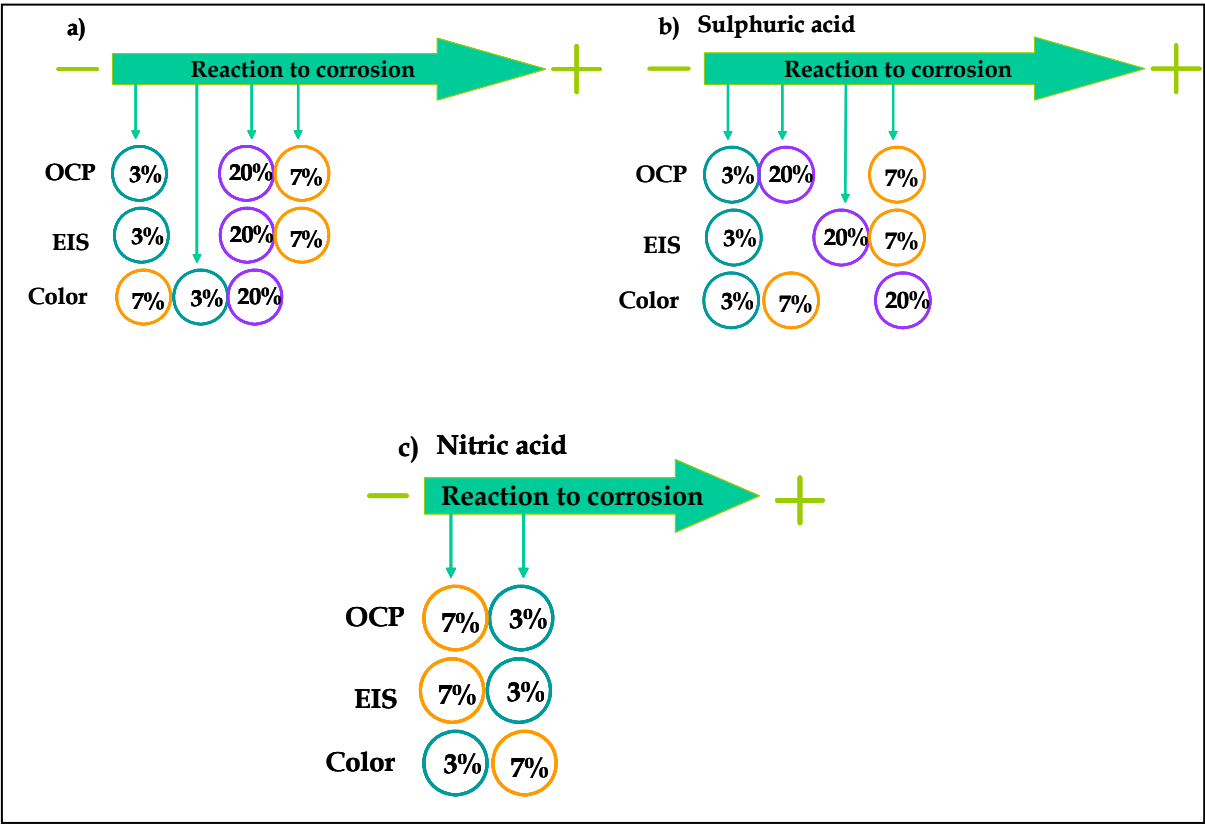 a)
− Reaction to corrosion +
OCP 3% 20% 7%
EIS 3% 20% 7%
Color 7% 3% 20%
b) Sulphuric acid
− Reaction to corrosion +
OCP 3% 20% 7%
EIS 3% 20% 7%
Color 3% 7% 20%
c) Nitric acid
− Reaction to corrosion +
OCP 7% 3%
EIS 7% 3%
Color 3% 7%